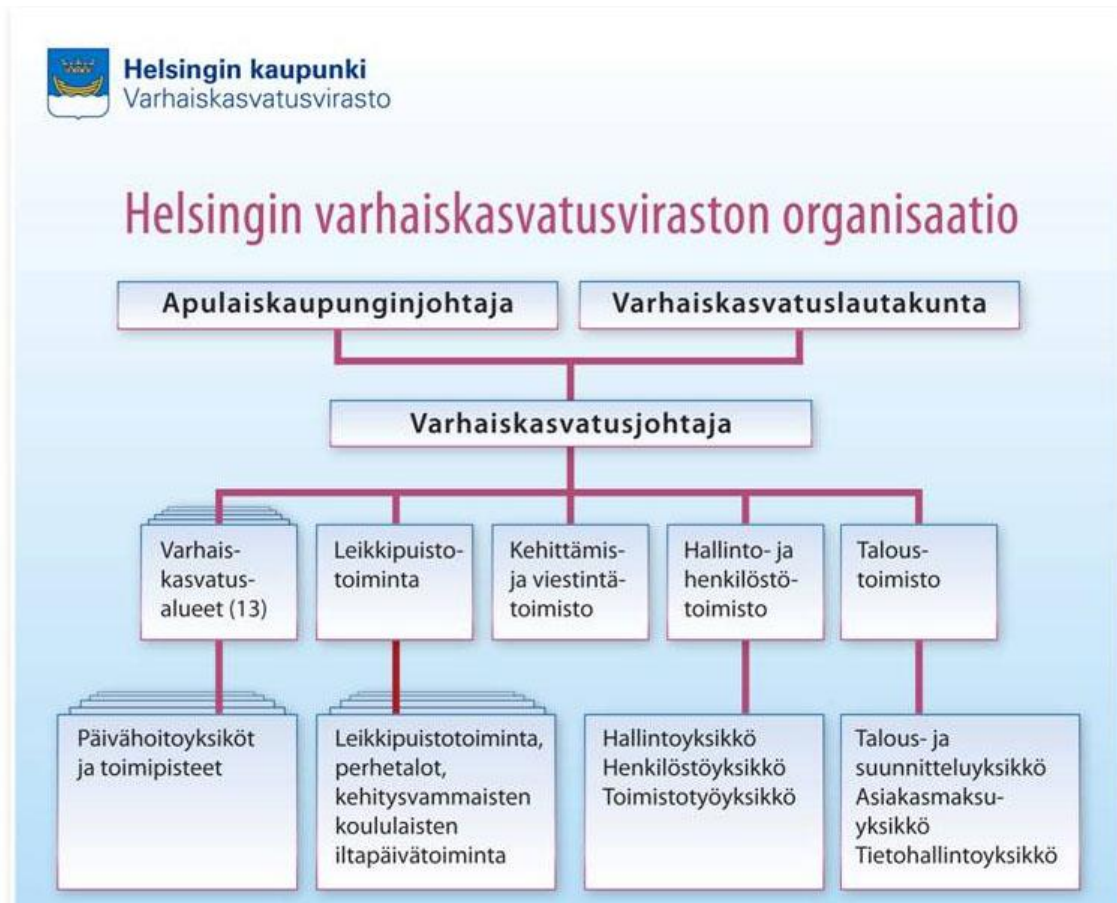 Helsingin kaupunki
Varhaiskasvatusvirasto
Helsingin varhaiskasvatusviraston organisaatio
Apulaiskaupunginjohtaja
Varhaiskasvatuslautakunta
Varhaiskasvatusjohtaja
Varhais-
kasvatus-
alueet (13)
Leikkipuisto-
toiminta
Kehittämis-
ja viestintä-
toimisto
Hallinto- ja
henkilöstö-
toimisto
Talous-
toimisto
Päivähoitoyksiköt
ja toimipisteet
Leikkipuistotoiminta,
perhetalot,
kehitysvammaisten
koululaisten
iltapäivätoiminta
Hallintoyksikkö
Henkilöstöyksikkö
Toimistotyöyksikkö
Talous- ja
suunnitteluyksikkö
Asiakasmaksu-
yksikkö
Tietohallintoyksikkö